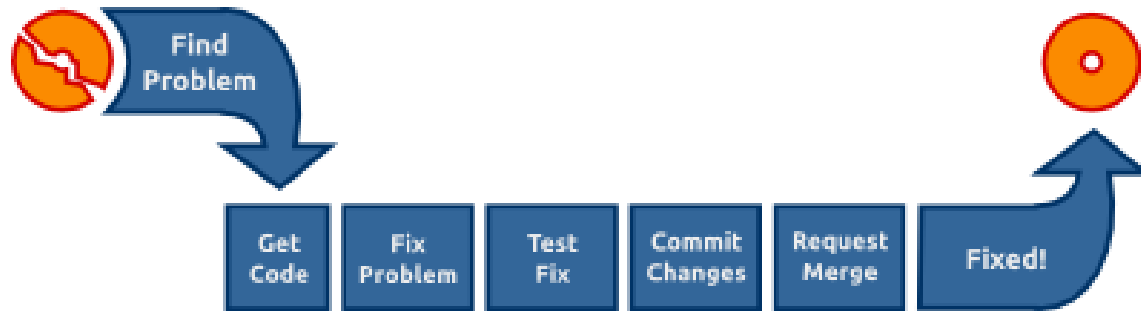 Find
Problem
Get
Code
Fix
Problem
Test
Fix
Commit
Changes
Request
Merge
Fixed!